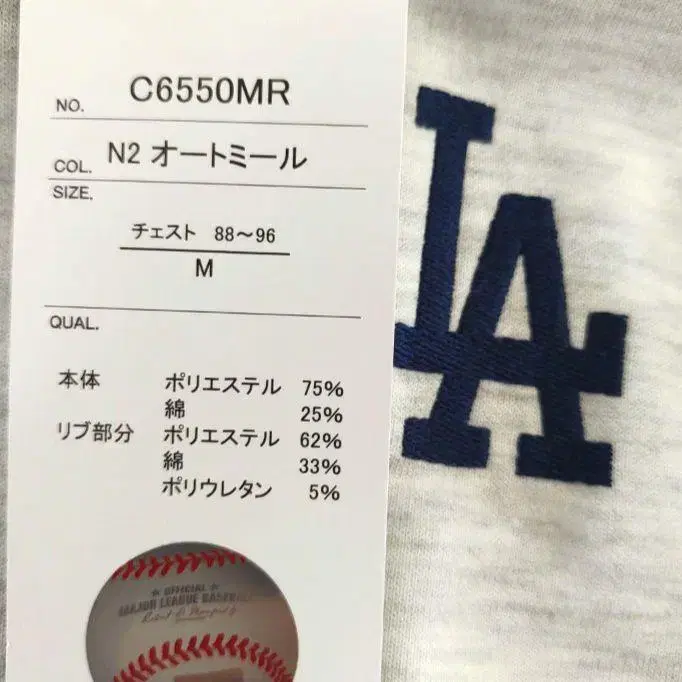 NO. C6550MR
COL. N2 オートミール
SIZE.
チェスト 88～96
M
QUAL.
本体 ポリエステル 75%
綿 25%
リブ部分 ポリエステル 62%
綿 33%
ポリウレタン 5%
OFFICIAL
MAJOR LEAGUE BASEBALL
LA